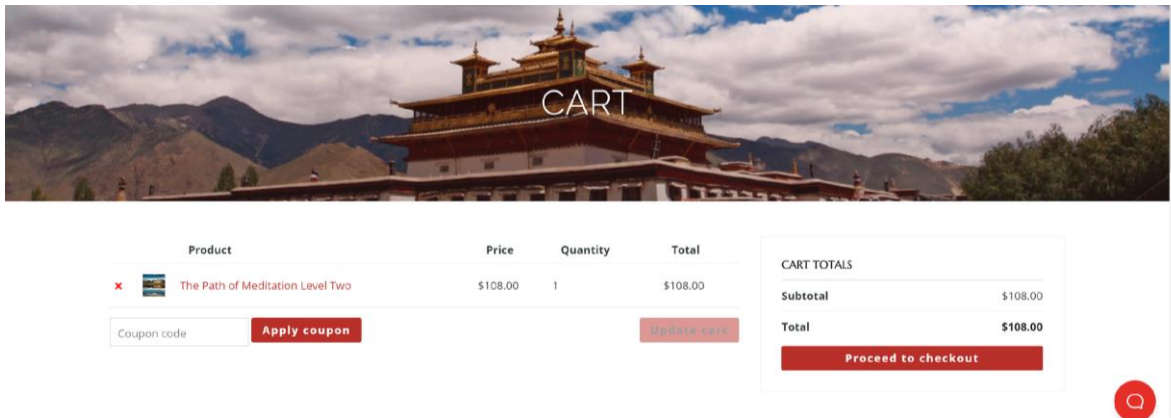 CART
Product Price Quantity Total
× The Path of Meditation Level Two $108.00 1 $108.00
Coupon code Apply coupon Update cart
CART TOTALS
Subtotal $108.00
Total $108.00
Proceed to checkout